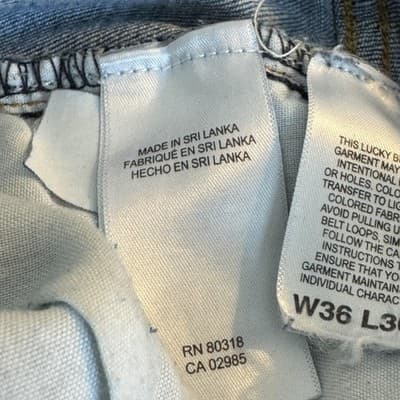 MADE IN SRI LANKA
FABRIQUÉ EN SRI LANKA
HECHO EN SRI LANKA
RN 80318
CA 02985
THIS LUCKY
GARMENT MAY
INTENTIONAL
OR HOLES, COLO
TRANSFER TO LIG
COLORED FABR
AVOID PULLING U
BELT LOOPS, SIM
FOLLOW THE CA
INSTRUCTIONS T
ENSURE THAT YO
GARMENT MAINTAIN
INDIVIDUAL CHARAC
W36 L30